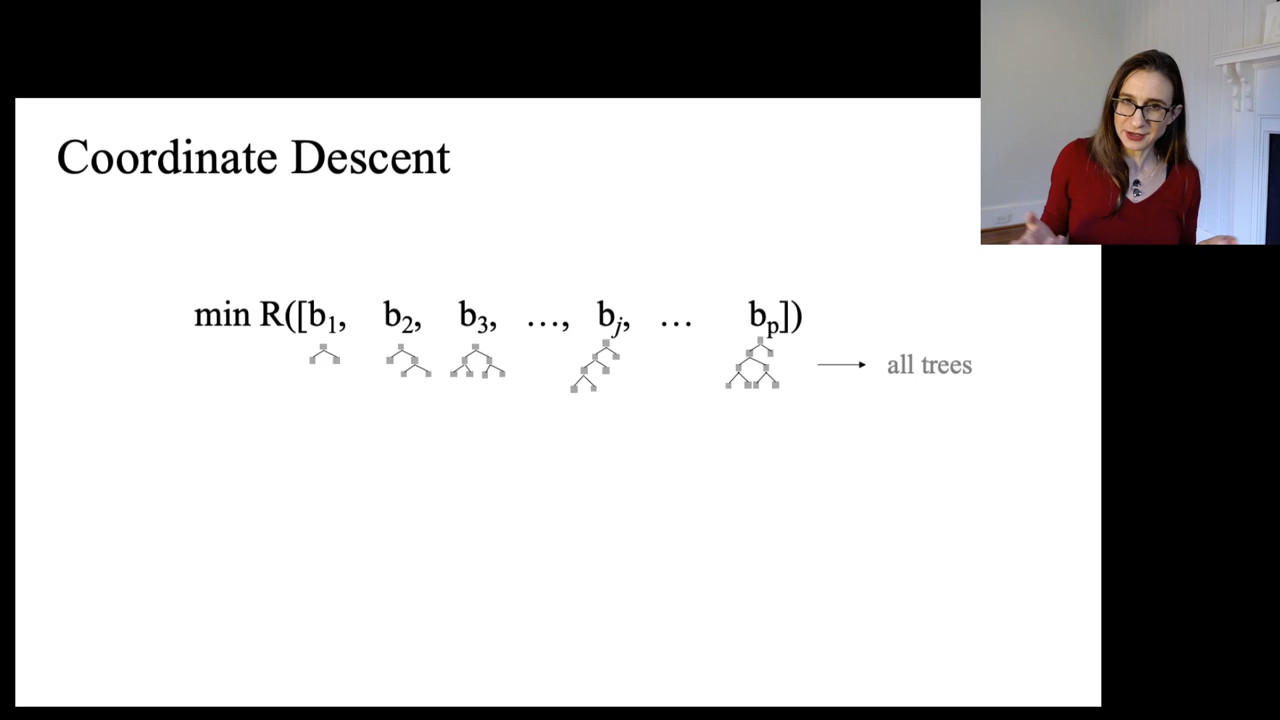 Coordinate Descent
min R([b₁, b₂, b₃, …, bⱼ, … bₚ])
all trees